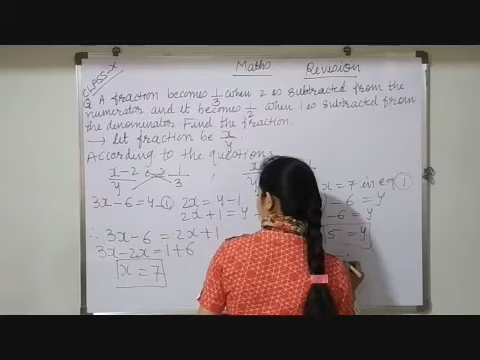 CLASS-X
Maths Revision
Q. A fraction becomes 1/3 when 2 is subtracted from the
numerator and it becomes 1/2 when 1 is subtracted from
the denominator. Find the fraction.
→ let fraction be x/y.
According to the question,
x-2/y 1/3 ,
3x-6=y-① 2x=y-1
2x+1=y
∴ 3x-6 = 2x+1
3x-2x=1+6
x=7
x=7 in eq ①
6 = y
-6=y
5=y